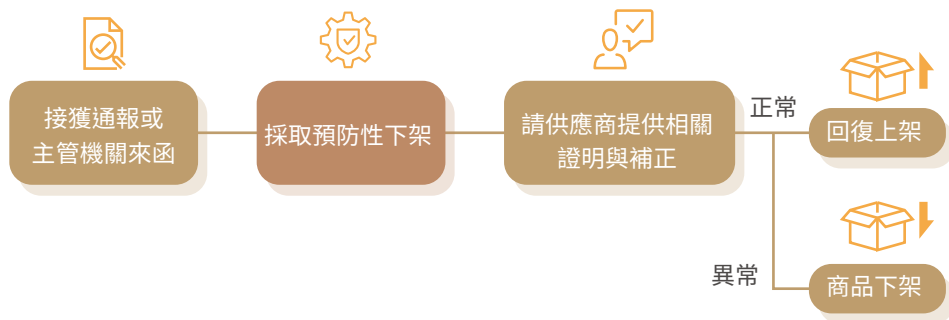 接獲通報或
主管機關來函
採取預防性下架
請供應商提供相關
證明與補正
正常
回復上架
異常
商品下架